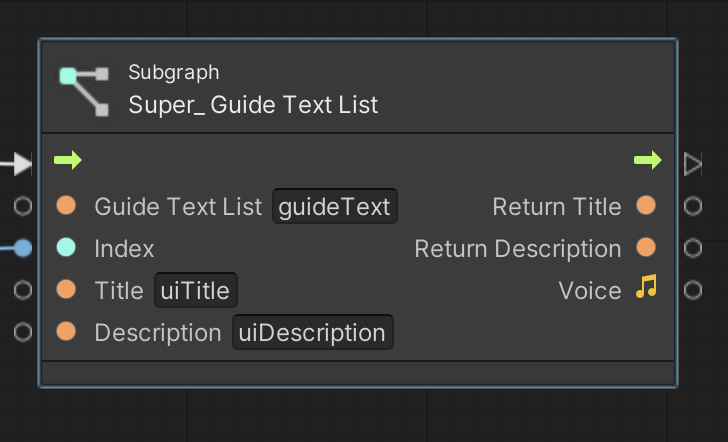 Subgraph
Super_ Guide Text List
Guide Text List guideText Return Title
Index Return Description
Title uiTitle Voice
Description uiDescription